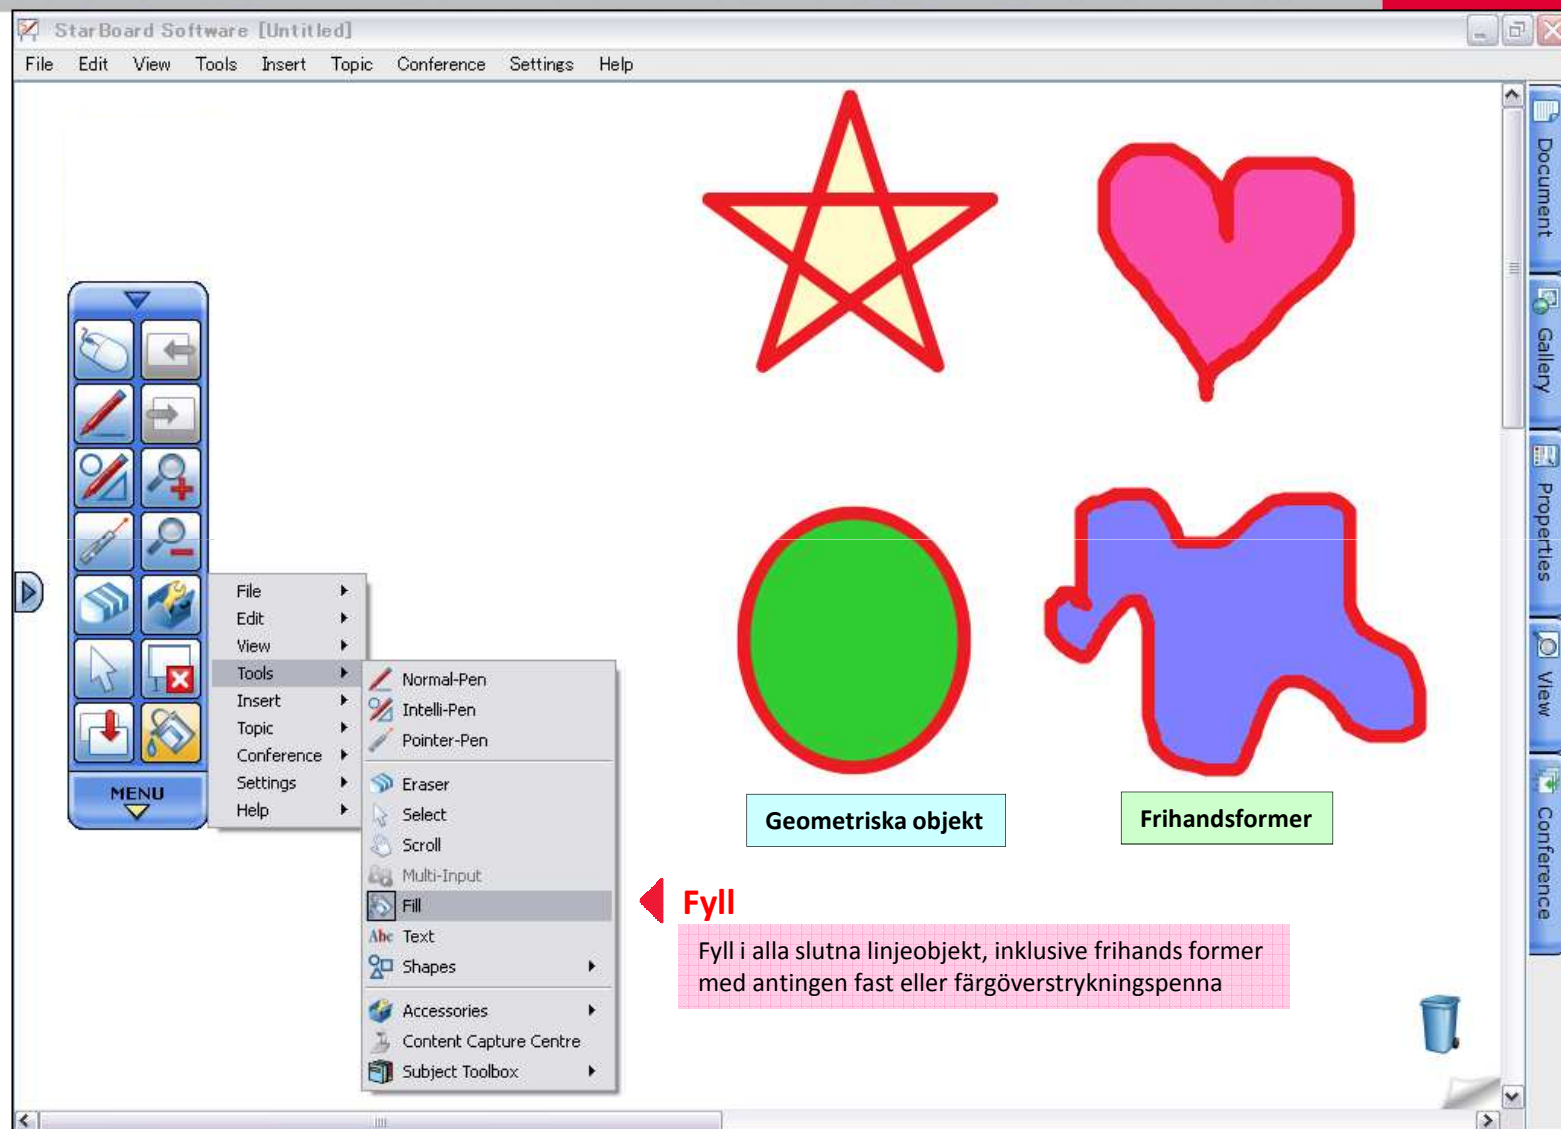 StarBoard Software [Untitled]
File Edit View Tools Insert Topic Conference Settings Help
Document
Gallery
Properties
View
Conference
MENU
File
Edit
View
Tools
Insert
Topic
Conference
Settings
Help
Normal-Pen
Intelli-Pen
Pointer-Pen
Eraser
Select
Scroll
Multi-Input
Fill
Abc Text
Shapes
Accessories
Content Capture Centre
Subject Toolbox
Geometriska objekt
Frihandsformer
Fyll
Fyll i alla slutna linjeobjekt, inklusive frihands former
med antingen fast eller färgöverstrykningspenna